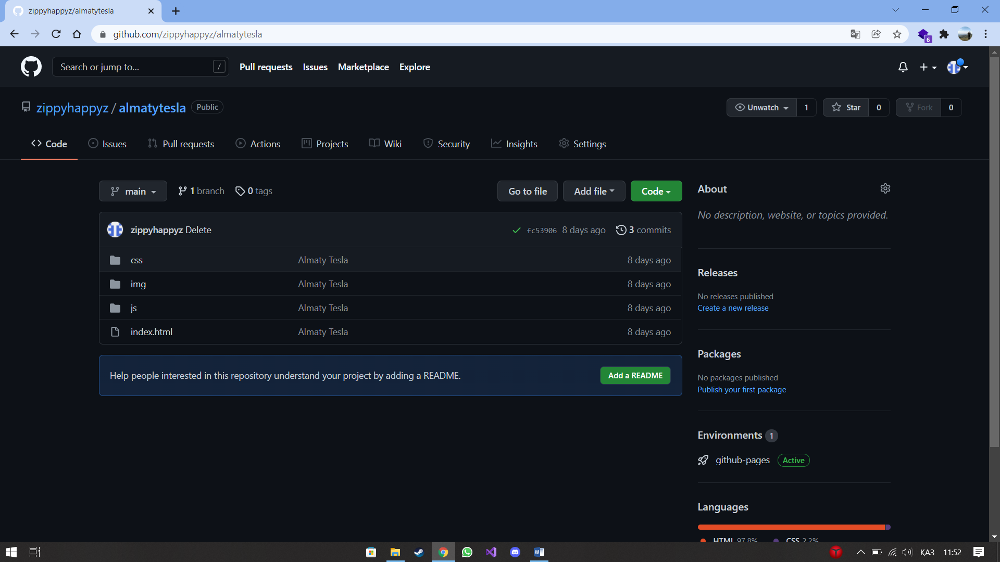 zippyhappyz/almatytesla
github.com/zippyhappyz/almatytesla
6
Search or jump to...
/
Pull requests
Issues
Marketplace
Explore
zippyhappyz / almatytesla
Public
Unwatch
1
Star
0
Fork
0
Code
Issues
Pull requests
Actions
Projects
Wiki
Security
Insights
Settings
main
1 branch
0 tags
Go to file
Add file
Code
zippyhappyz Delete
fc53906
8 days ago
3 commits
css
Almaty Tesla
8 days ago
img
Almaty Tesla
8 days ago
js
Almaty Tesla
8 days ago
index.html
Almaty Tesla
8 days ago
Help people interested in this repository understand your project by adding a README.
Add a README
About
No description, website, or topics provided.
Releases
No releases published
Create a new release
Packages
No packages published
Publish your first package
Environments 1
github-pages
Active
Languages
HTML 97.8%
CSS 2.2%
ҚАЗ
11:52